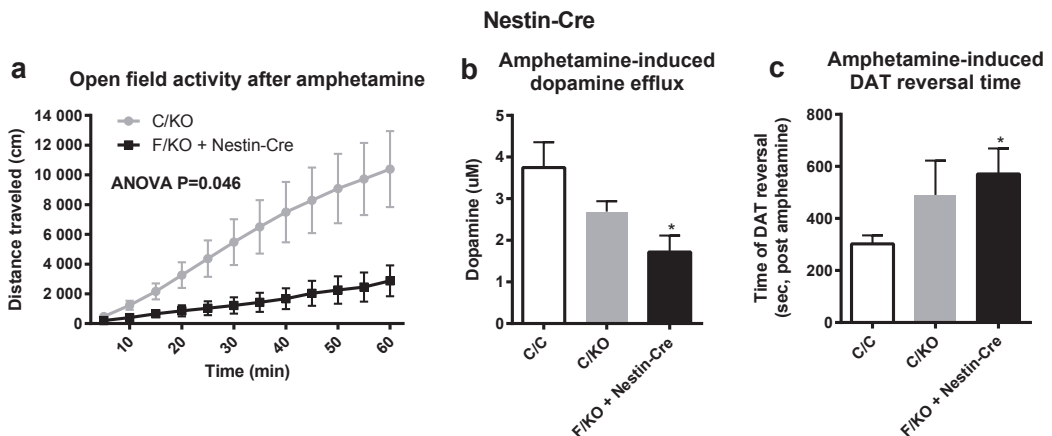 Nestin-Cre
a
Open field activity after amphetamine
14 000
12 000
10 000
8 000
6 000
4 000
2 000
0
Distance traveled (cm)
C/KO
F/KO + Nestin-Cre
ANOVA P=0.046
10
20
30
40
50
60
Time (min)
b
Amphetamine-induced
dopamine efflux
5
4
3
2
1
0
Dopamine (uM)
*
C/C
C/KO
F/KO + Nestin-Cre
c
Amphetamine-induced
DAT reversal time
800
600
400
200
0
Time of DAT reversal
(sec, post amphetamine)
*
C/C
C/KO
F/KO + Nestin-Cre